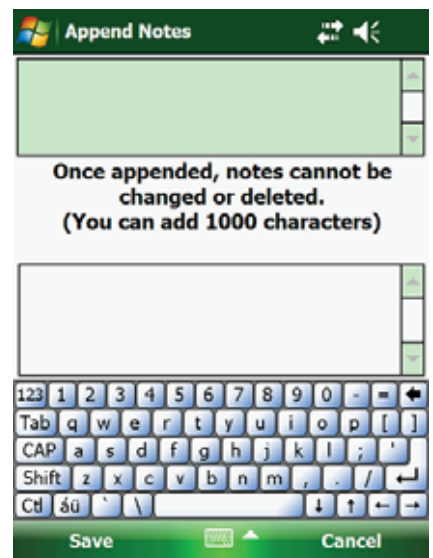 Append Notes
Once appended, notes cannot be
changed or deleted.
(You can add 1000 characters)
123 1 2 3 4 5 6 7 8 9 0 - =
Tab q w e r t y u i o p [ ]
CAP a s d f g h j k l ; '
Shift z x c v b n m , . /
Ctl áü ` \
Save Cancel